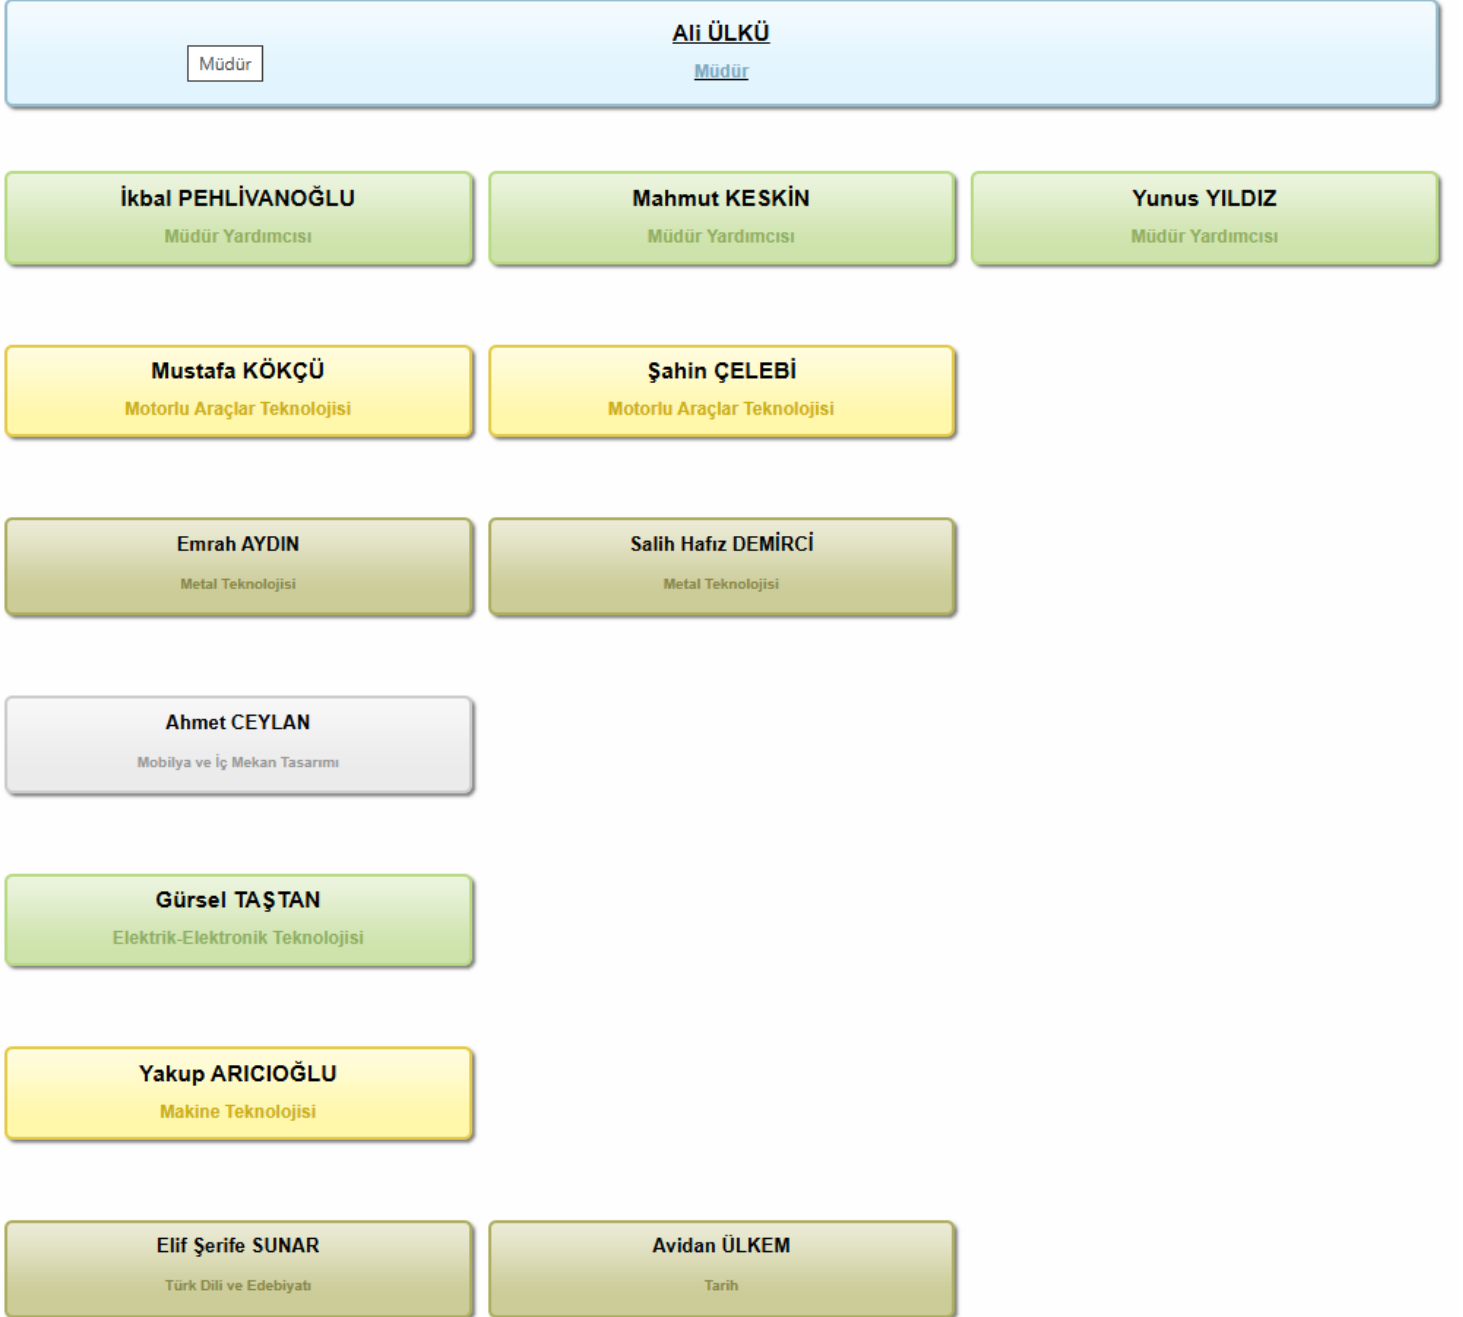 Ali ÜLKÜ
Müdür
Müdür
İkbal PEHLİVANOĞLU
Müdür Yardımcısı
Mahmut KESKİN
Müdür Yardımcısı
Yunus YILDIZ
Müdür Yardımcısı
Mustafa KÖKÇÜ
Motorlu Araçlar Teknolojisi
Şahin ÇELEBİ
Motorlu Araçlar Teknolojisi
Emrah AYDIN
Metal Teknolojisi
Salih Hafız DEMİRCİ
Metal Teknolojisi
Ahmet CEYLAN
Mobilya ve İç Mekan Tasarımı
Gürsel TAŞTAN
Elektrik-Elektronik Teknolojisi
Yakup ARICIOĞLU
Makine Teknolojisi
Elif Şerife SUNAR
Türk Dili ve Edebiyatı
Avidan ÜLKEM
Tarih